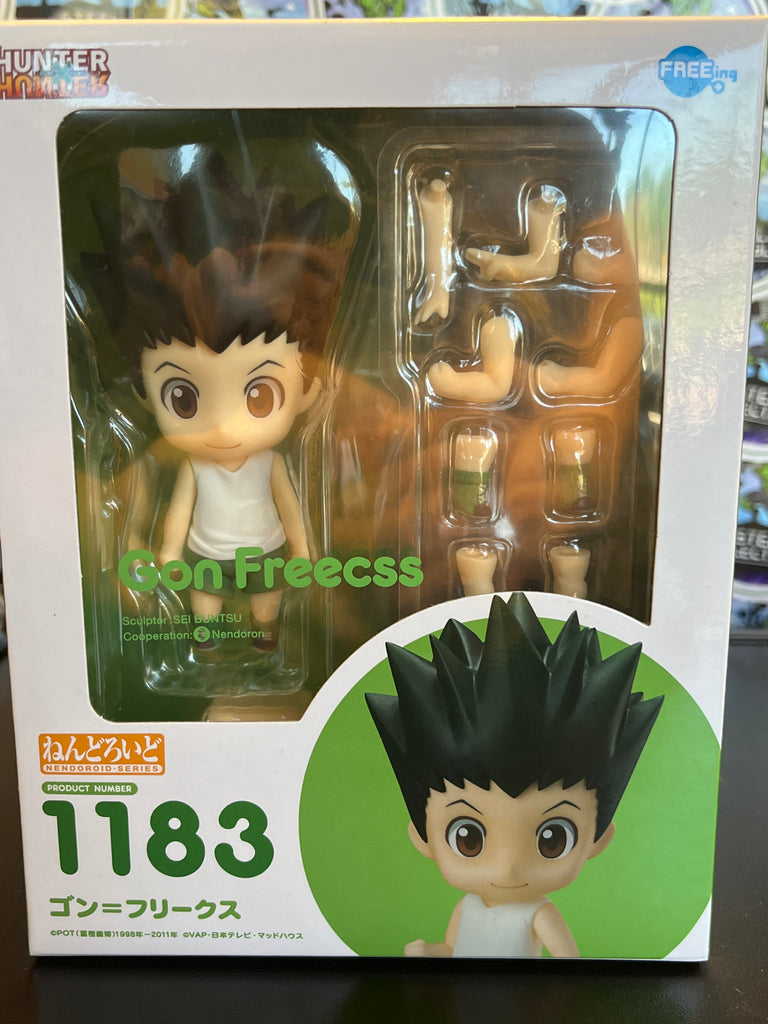 HUNTER
HUNTER
FREEing
Gon Freecss
Sculptor:SEI BUNTSU
Cooperation: Nendoron
ねんどろいど
NENDOROID-SERIES
PRODUCT NUMBER
1183
ゴン＝フリークス
©POT（冨樫義博）1998年－2011年 ©VAP・日本テレビ・マッドハウス